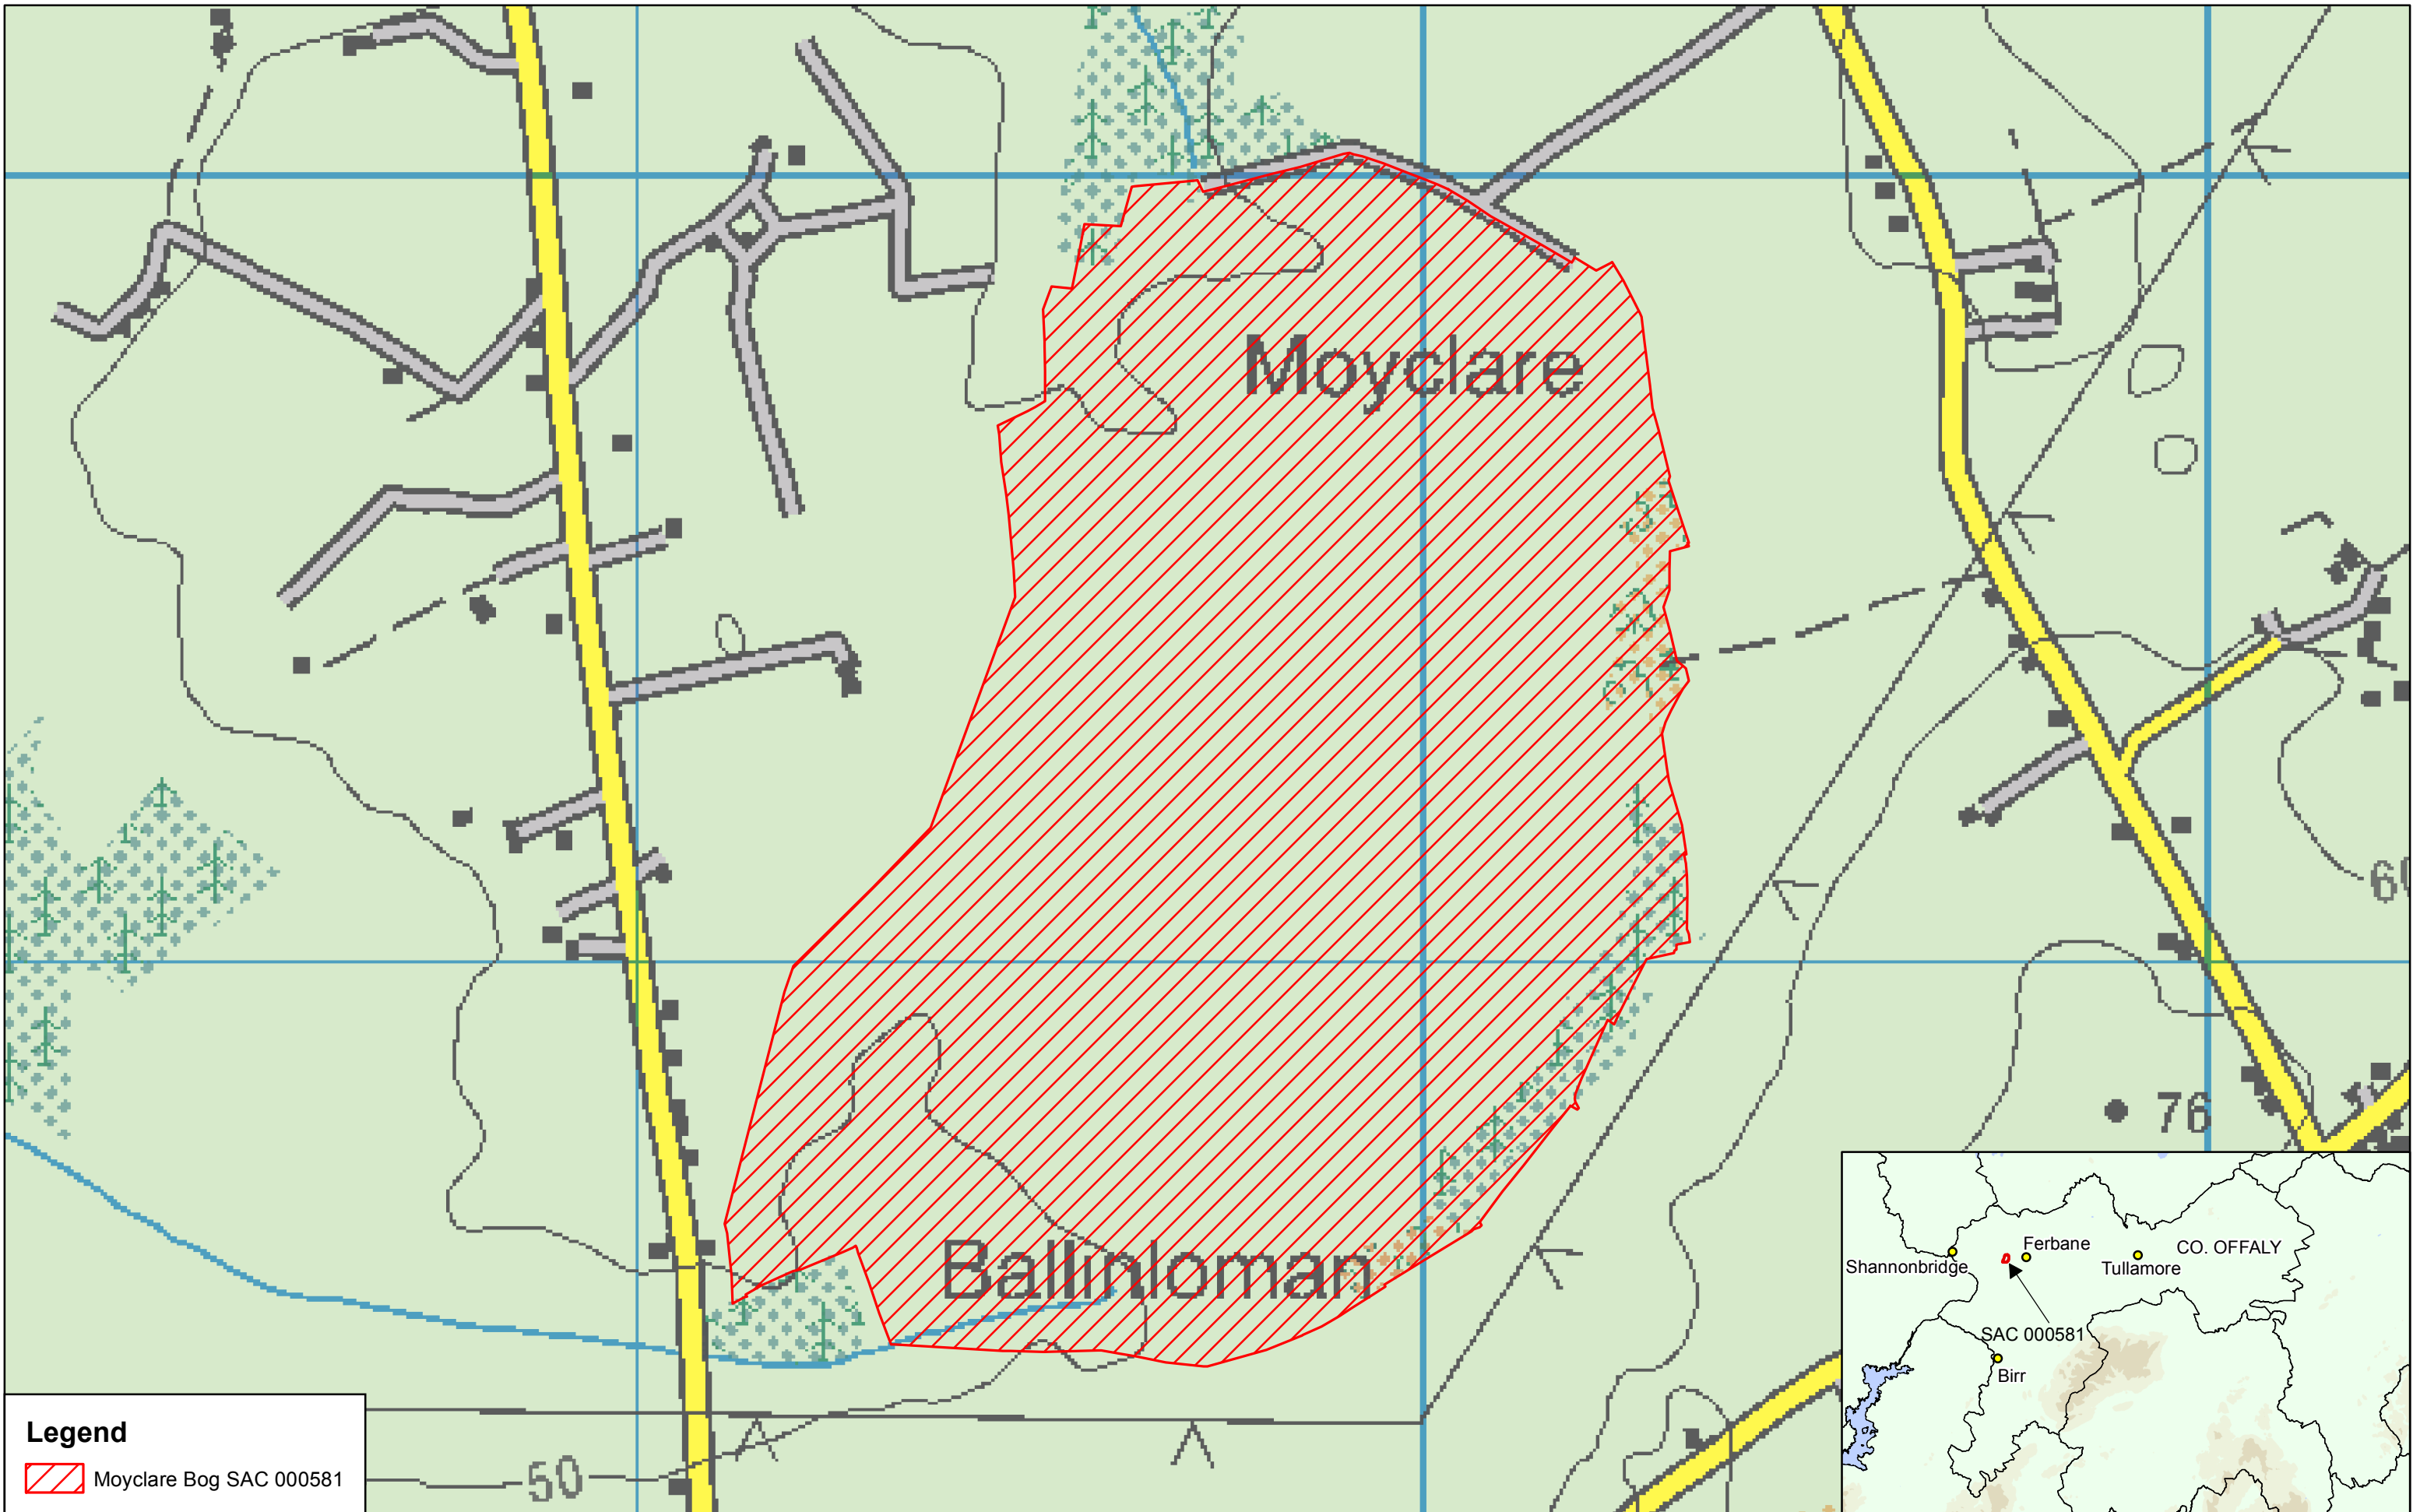 Moyclare
60
76
Ballinloman
50
Legend
Moyclare Bog SAC 000581
Ferbane
CO. OFFALY
Shannonbridge
Tullamore
SAC 000581
Birr